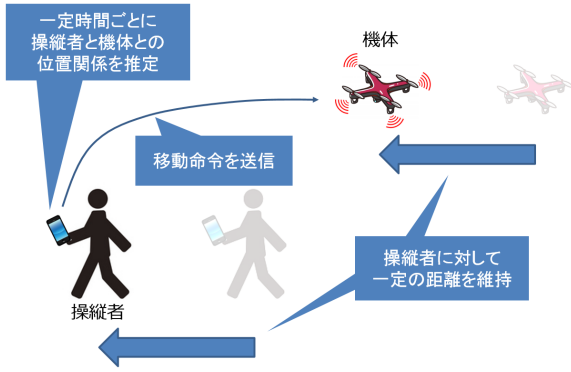 一定時間ごとに
操縦者と機体との
位置関係を推定
機体
移動命令を送信
操縦者に対して
一定の距離を維持
操縦者